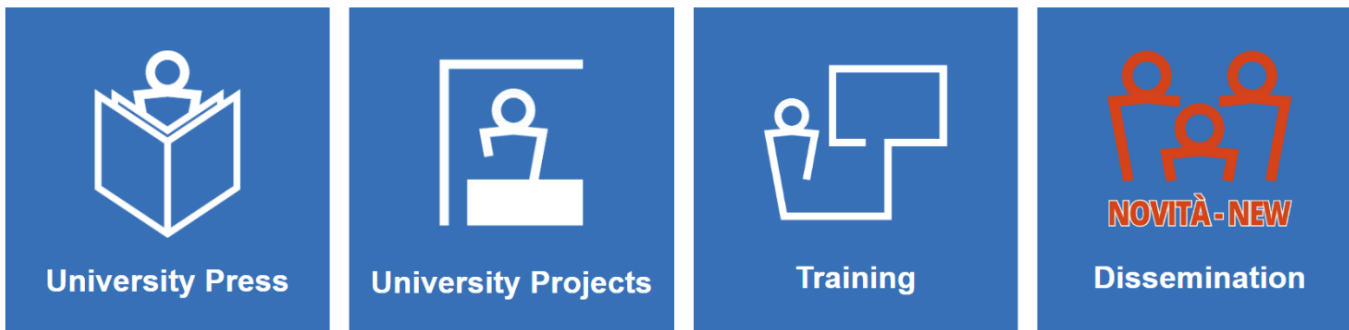 University Press
University Projects
Training
NOVITÀ - NEW
Dissemination